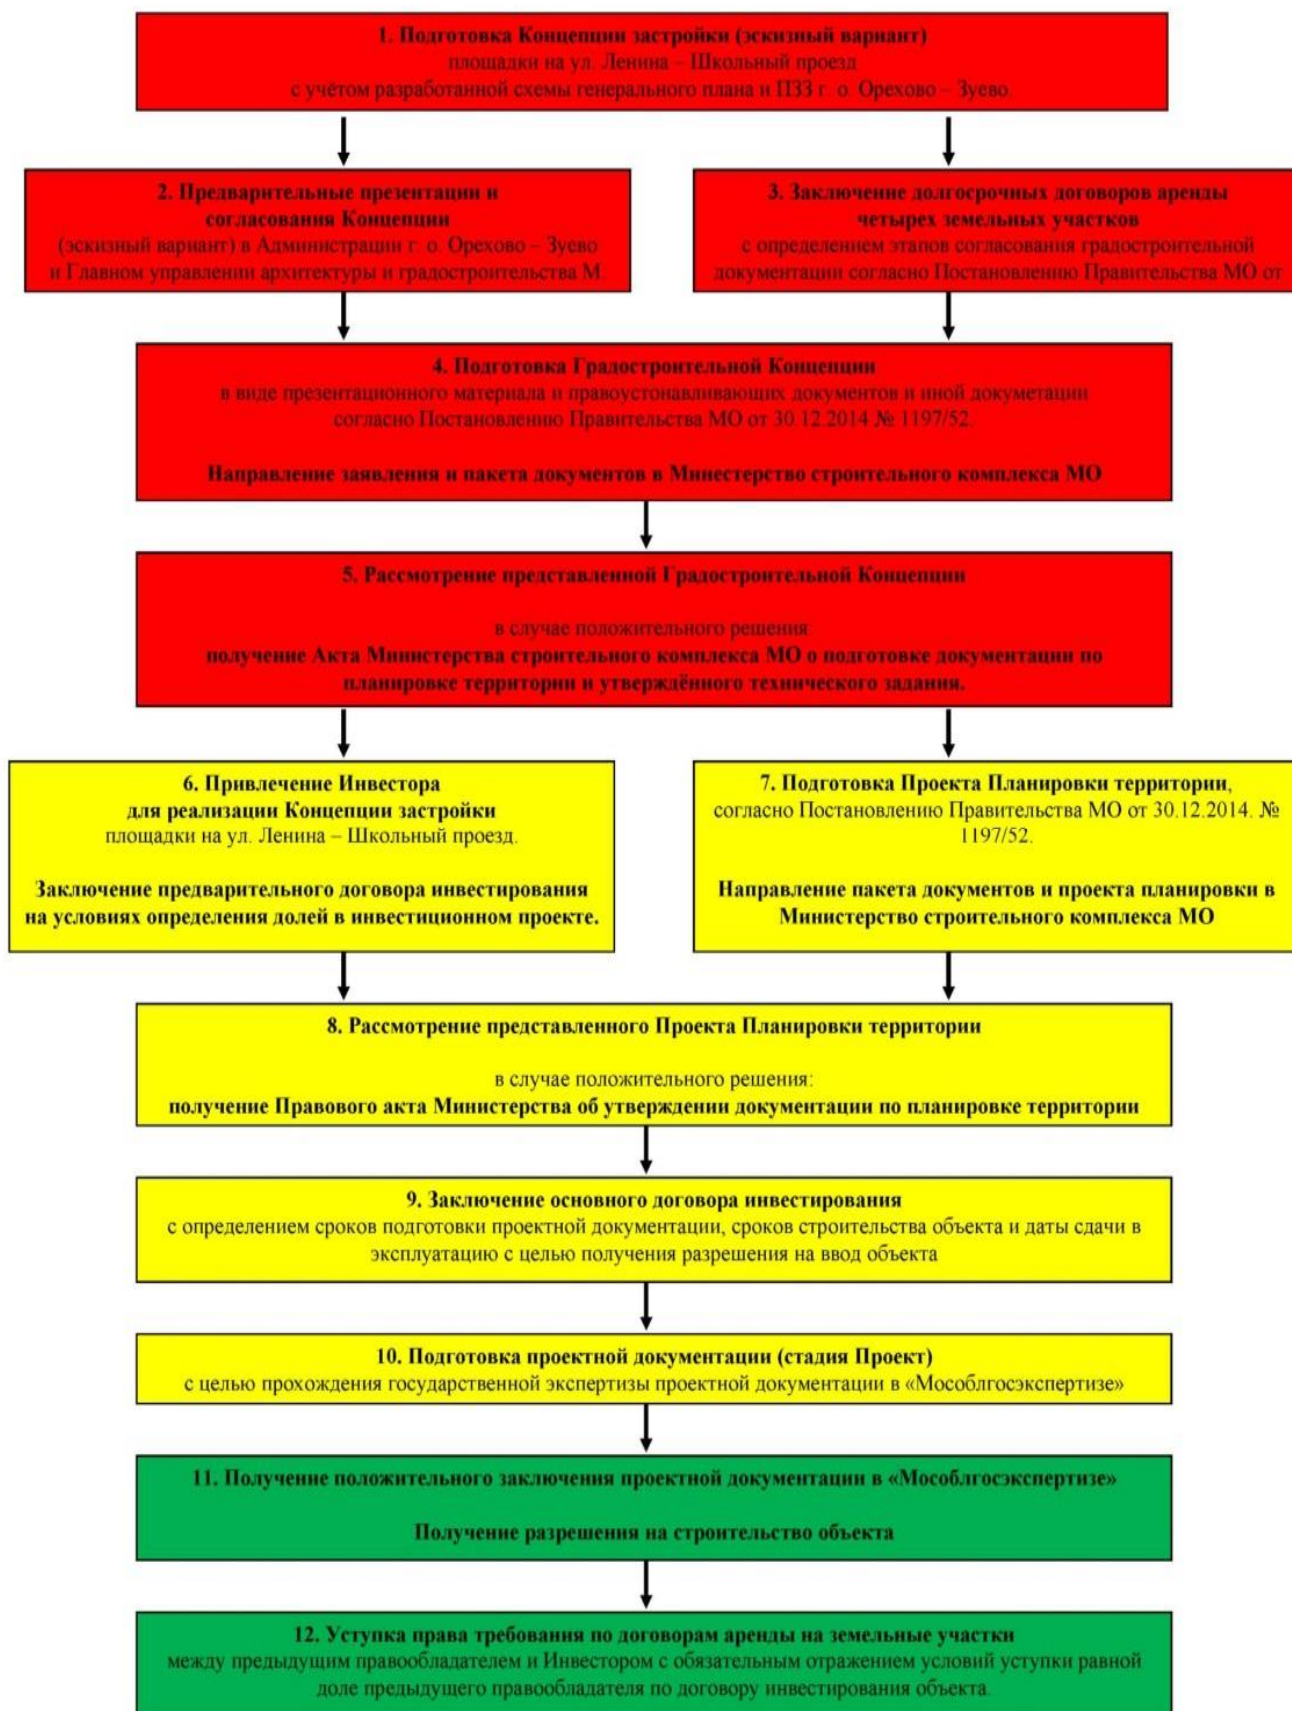 1. Подготовка Концепции застройки (эскизный вариант)
площадки на ул. Ленина – Школьный проезд
с учётом разработанной схемы генерального плана и ПЗЗ г. о. Орехово – Зуево.
2. Предварительные презентации и
согласования Концепции
(эскизный вариант) в Администрации г. о. Орехово – Зуево
и Главном управлении архитектуры и градостроительства М.
3. Заключение долгосрочных договоров аренды
четырех земельных участков
с определением этапов согласования градостроительной
документации согласно Постановлению Правительства МО от
4. Подготовка Градостроительной Концепции
в виде презентационного материала и правоустонавливающих документов и иной докуметации
согласно Постановлению Правительства МО от 30.12.2014 № 1197/52.
Направление заявления и пакета документов в Минестерство строительного комплекса МО
5. Рассмотрение представленной Градостроительной Концепции
в случае положительного решения:
получение Акта Министерства строительного комплекса МО о подготовке документации по
планировке территории и утверждённого технического задания.
6. Привлечение Инвестора
для реализации Концепции застройки
площадки на ул. Ленина – Школьный проезд.
Заключение предварительного договора инвестирования
на условиях определения долей в инвестиционном проекте.
7. Подготовка Проекта Планировки территории,
согласно Постановлению Правительства МО от 30.12.2014. №
1197/52.
Направление пакета документов и проекта планировки в
Министерство строительного комплекса МО
8. Рассмотрение представленного Проекта Планировки территории
в случае положительного решения:
получение Правового акта Министерства об утверждении документации по планировке территории
9. Заключение основного договора инвестирования
с определением сроков подготовки проектной документации, сроков строительства объекта и даты сдачи в
эксплуатацию с целью получения разрешения на ввод объекта
10. Подготовка проектной документации (стадия Проект)
с целью прохождения государственной экспертизы проектной документации в «Мособлгосэкспертизе»
11. Получение положительного заключения проектной документации в «Мособлгосэкспертизе»
Получение разрешения на строительство объекта
12. Уступка права требования по договорам аренды на земельные участки
между предыдущим правообладателем и Инвестором с обязательным отражением условий уступки равной
доле предыдущего правообладателя по договору инвестирования объекта.